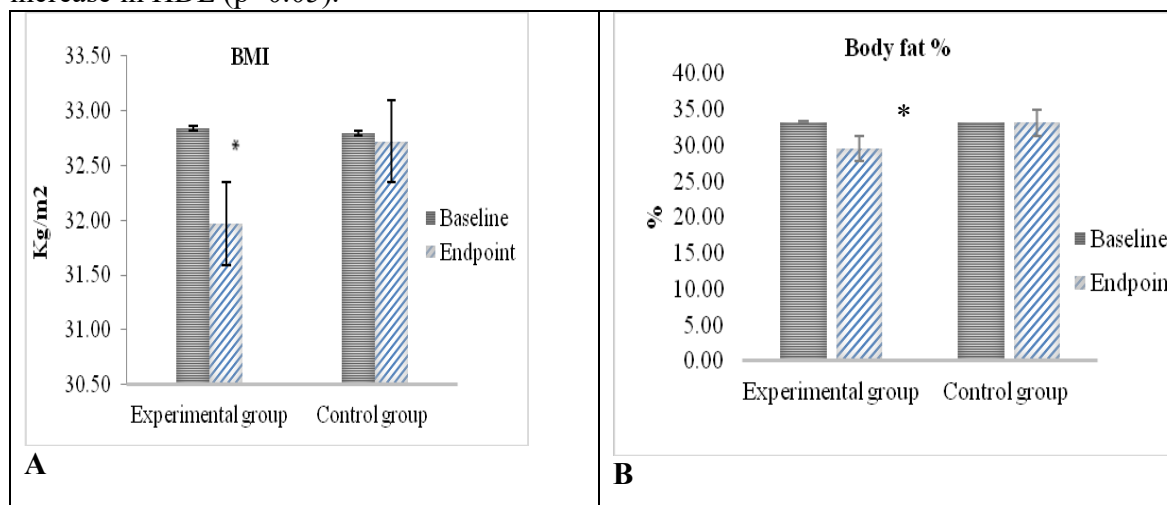 increase in HDL (p=0.05).
BMI
33.50
33.00
32.50
32.00
31.50
31.00
30.50
Kg/m2
*
Baseline
Endpoint
Experimental group Control group
A
Body fat %
40.00
35.00
30.00
25.00
20.00
15.00
10.00
5.00
0.00
%
*
Baseline
Endpoint
Experimental group Control group
B